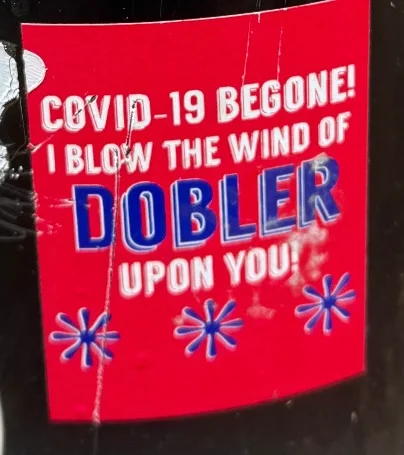 COVID-19 BEGONE!
I BLOW THE WIND OF
DOBLER
UPON YOU!